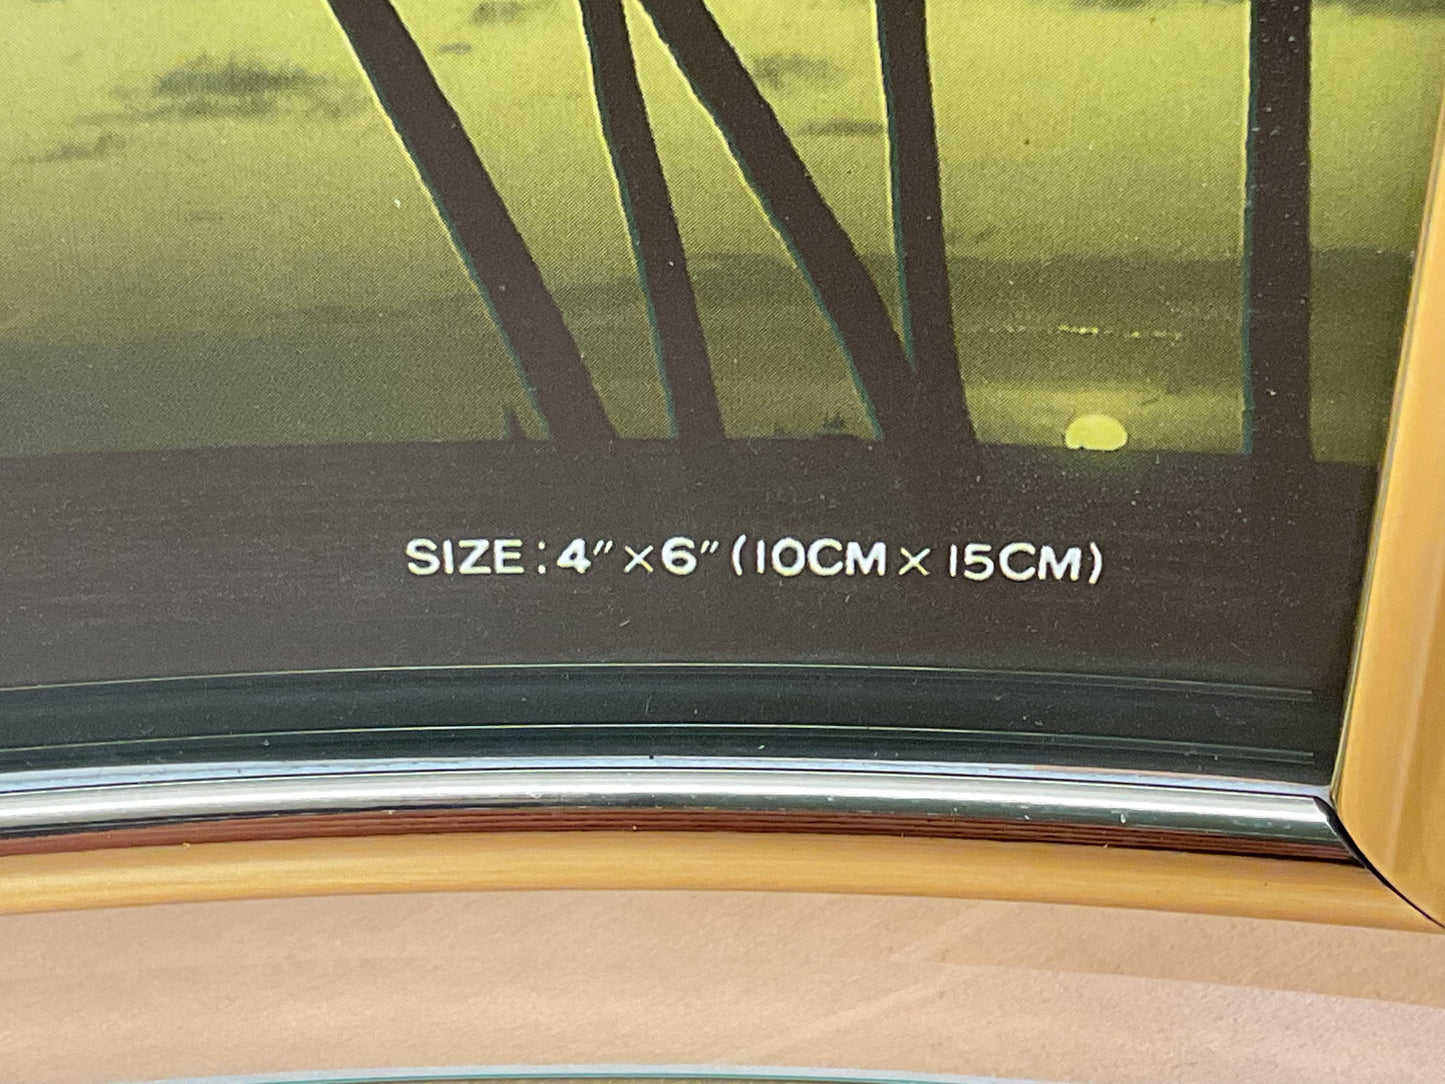 SIZE: 4″×6″ (10CM × 15CM)